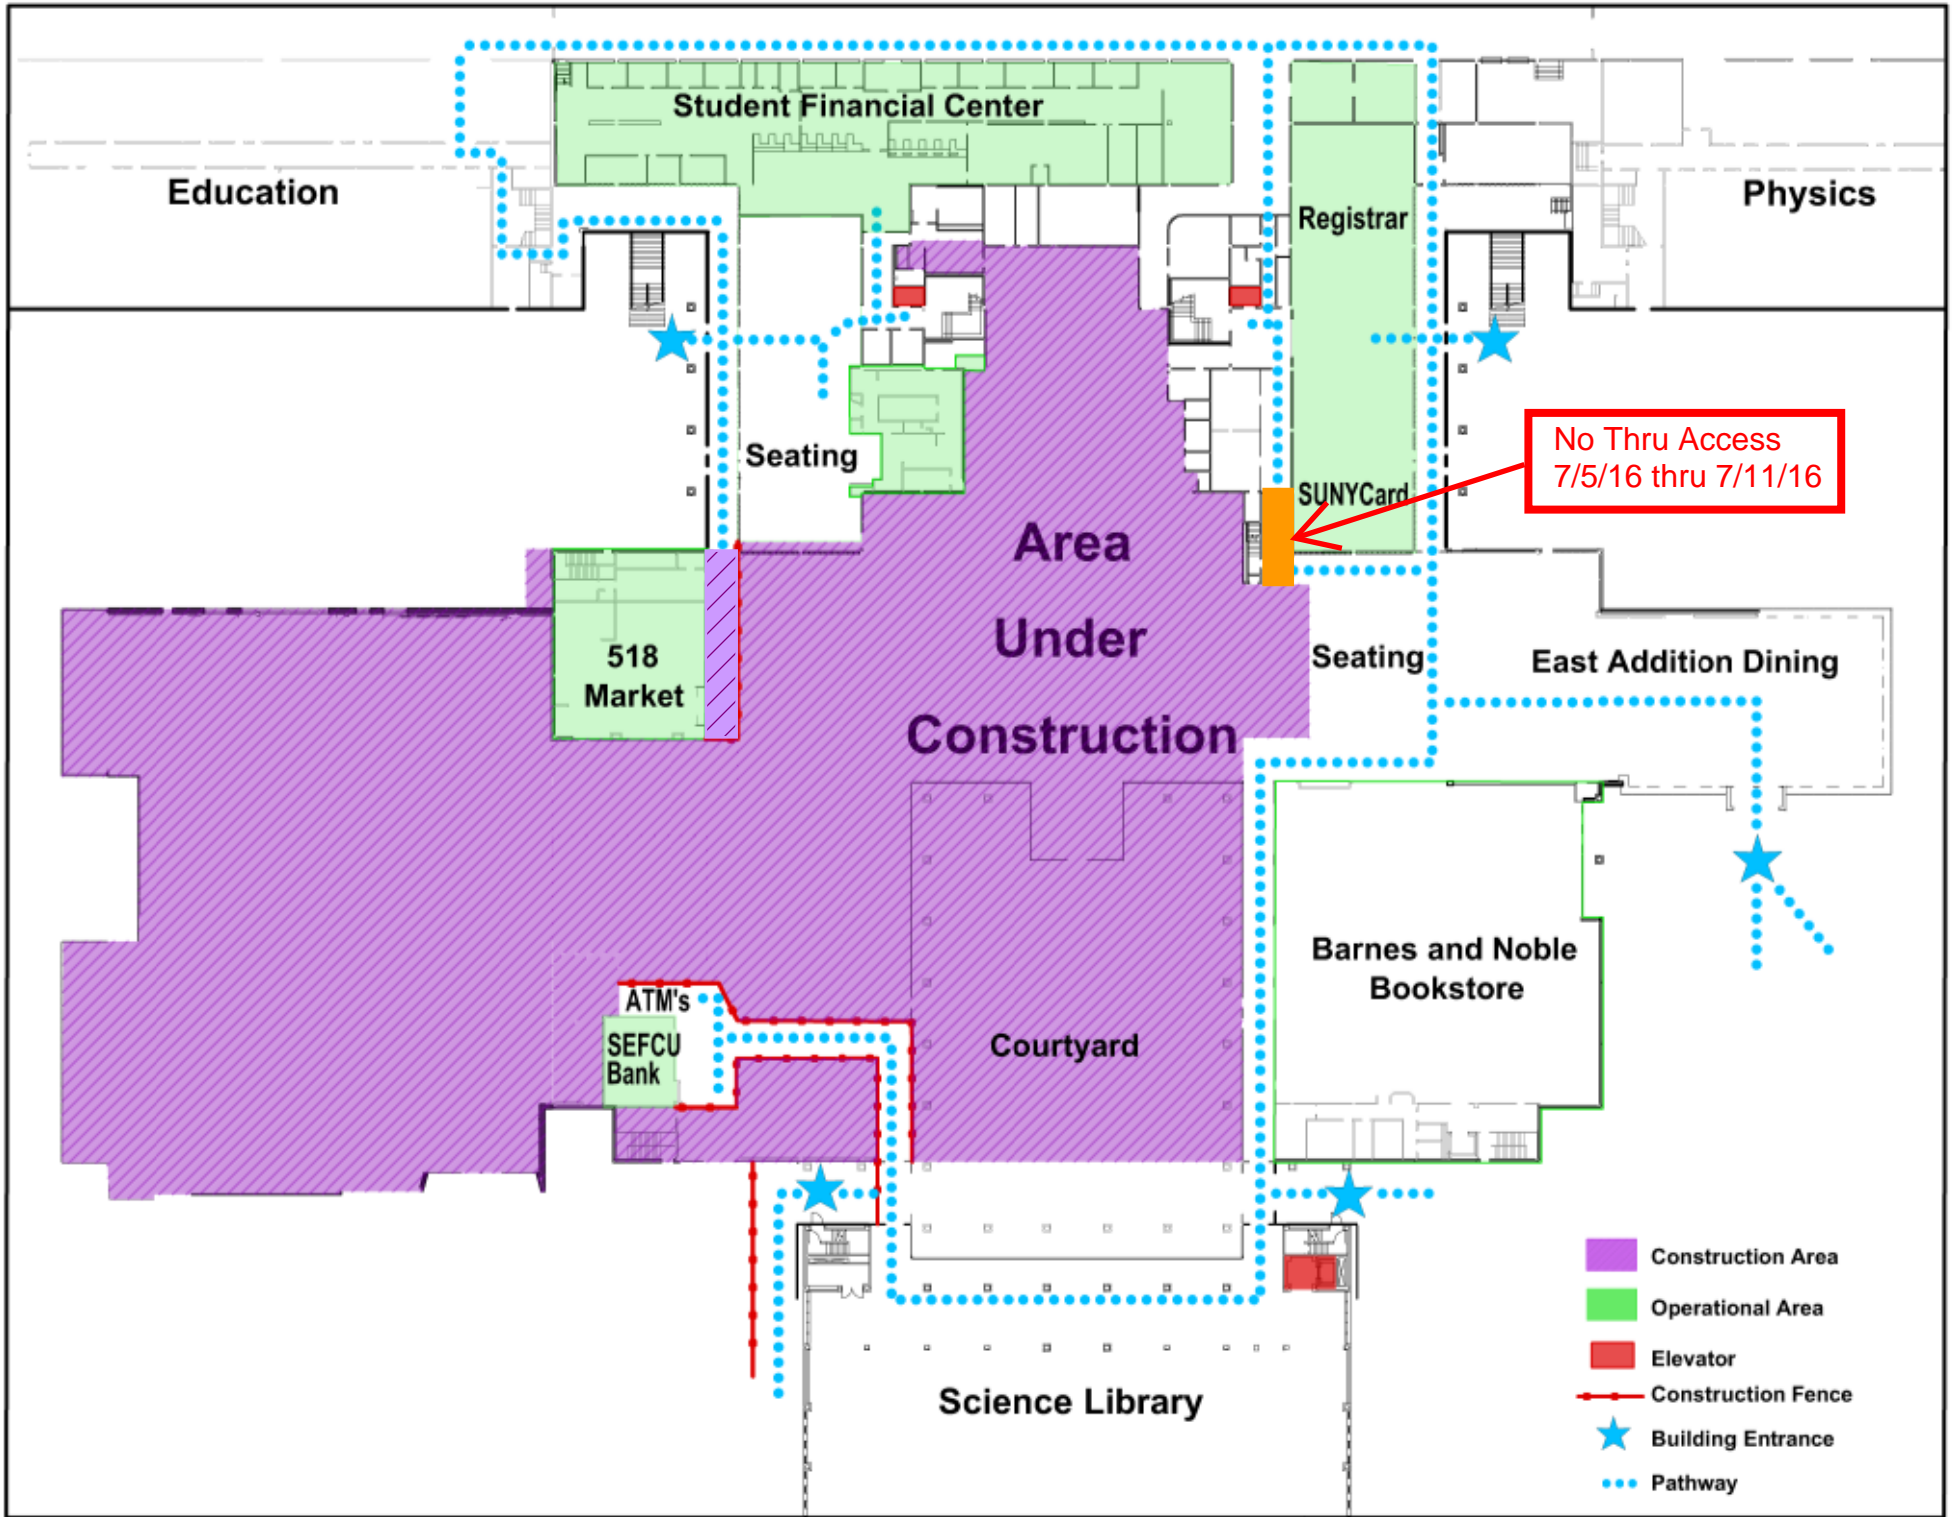 Student Financial Center
Education
Physics
Registrar
No Thru Access
7/5/16 thru 7/11/16
Seating
SUNYCard
Area
Under
Construction
518
Market
Seating
East Addition Dining
Barnes and Noble
Bookstore
ATM's
SEFCU
Bank
Courtyard
Science Library
Construction Area
Operational Area
Elevator
Construction Fence
Building Entrance
Pathway